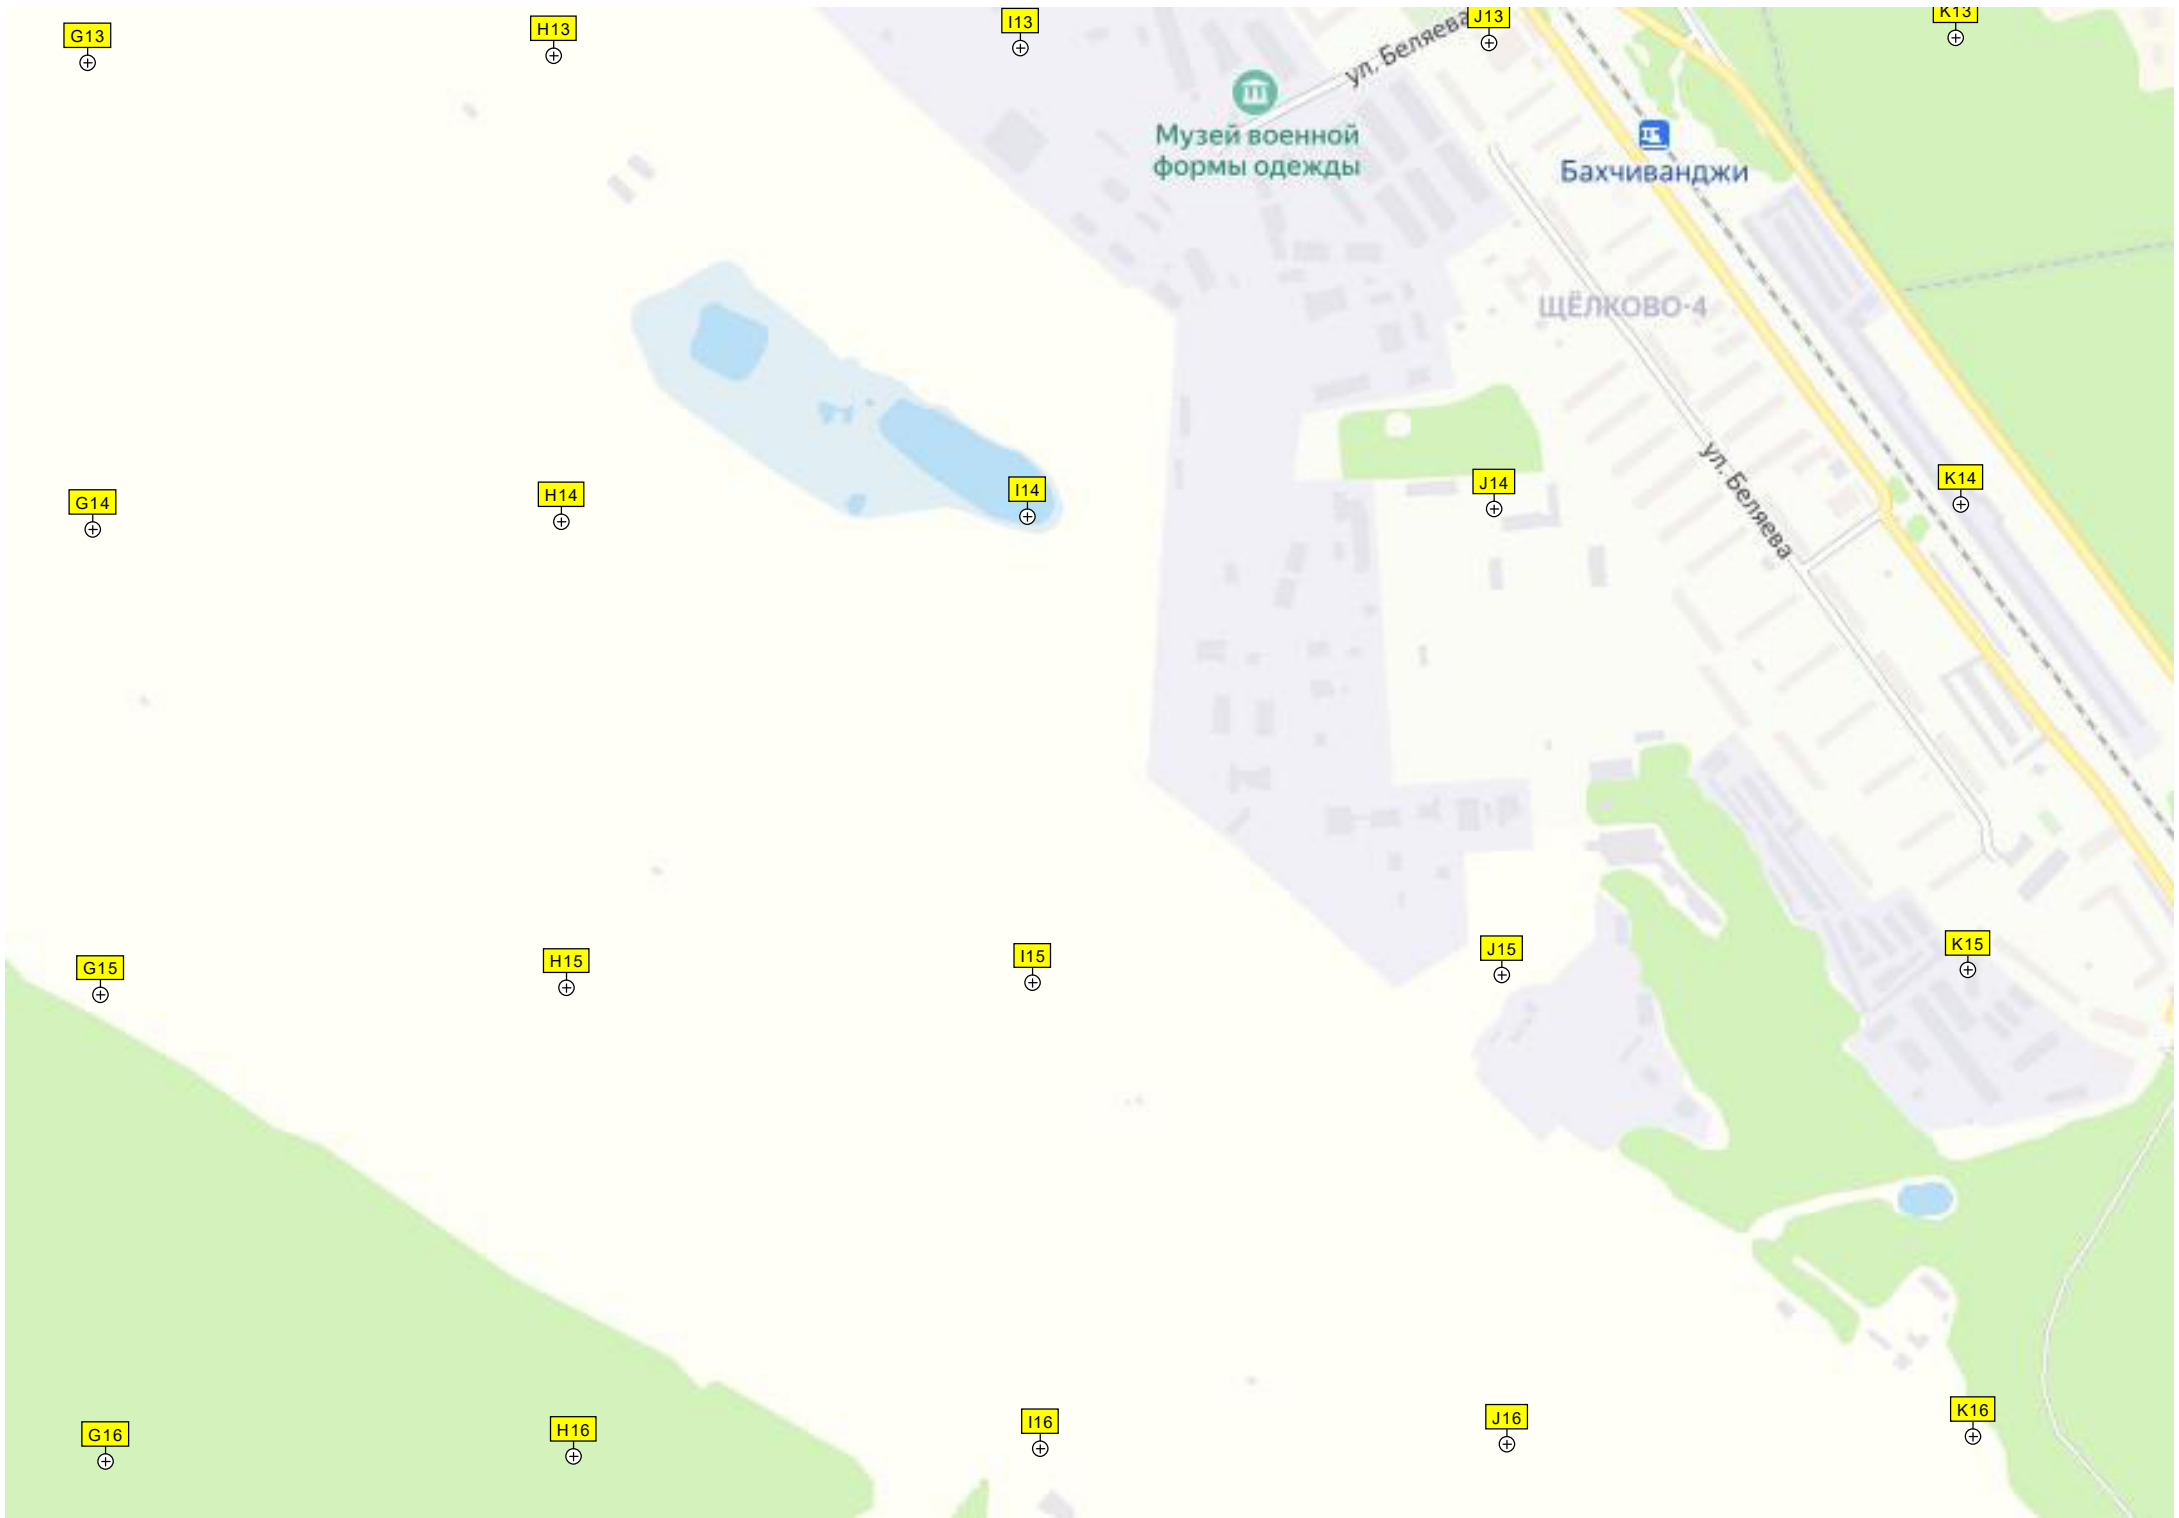 G13
H13
I13
J13
K13
ул. Беляева
Музей военной
формы одежды
Бахчиванджи
ЩЁЛКОВО-4
G14
H14
I14
J14
K14
ул. Беляева
G15
H15
I15
J15
K15
G16
H16
I16
J16
K16